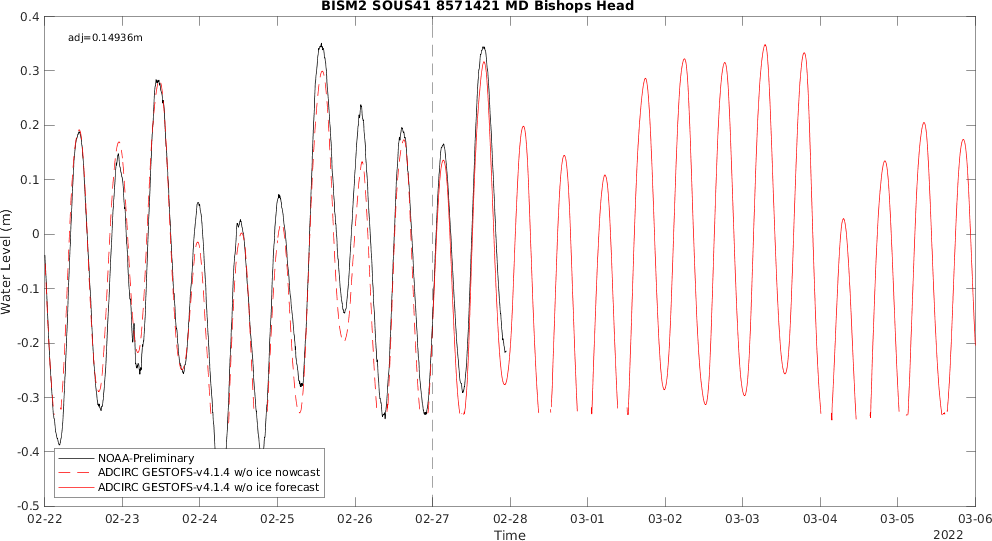 BISM2 SOUS41 8571421 MD Bishops Head
adj=0.14936m
0.4
0.3
0.2
0.1
0
-0.1
-0.2
-0.3
-0.4
-0.5
Water Level (m)
NOAA-Preliminary
ADCIRC GESTOFS-v4.1.4 w/o ice nowcast
ADCIRC GESTOFS-v4.1.4 w/o ice forecast
02-22 02-23 02-24 02-25 02-26 02-27 02-28 03-01 03-02 03-03 03-04 03-05 03-06
Time
2022